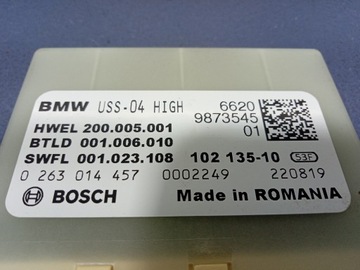 BMW USS-04 HIGH 6620
9873545
HWEL 200.005.001 01
BTLD 001.006.010
SWFL 001.023.108 102 135-10 53F
0 263 014 457 0002249 220819
BOSCH Made in ROMANIA